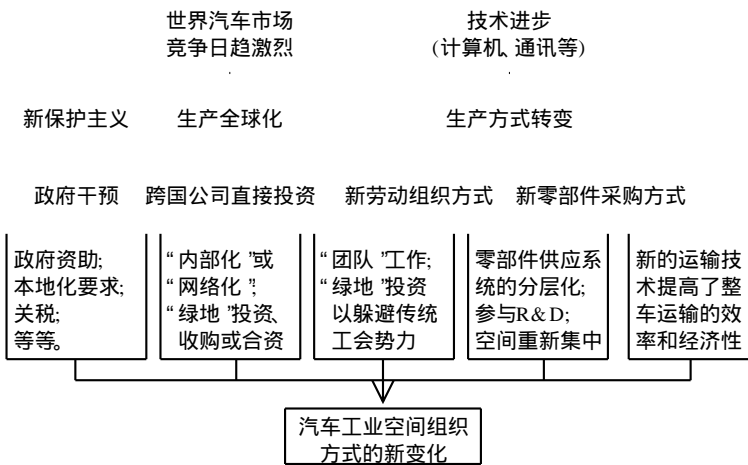 世界汽车市场
竞争日趋激烈
技术进步
(计算机、通讯等)
新保护主义
生产全球化
生产方式转变
政府干预
跨国公司直接投资
新劳动组织方式
新零部件采购方式
政府资助;
本地化要求;
关税;
等等。
“内部化”或
“网络化”;
“绿地”投资、
收购或合资
“团队”工作;
“绿地”投资
以躲避传统
工会势力
零部件供应系
统的分层化;
参与R&D;
空间重新集中
新的运输技
术提高了整
车运输的效
率和经济性
汽车工业空间组织
方式的新变化